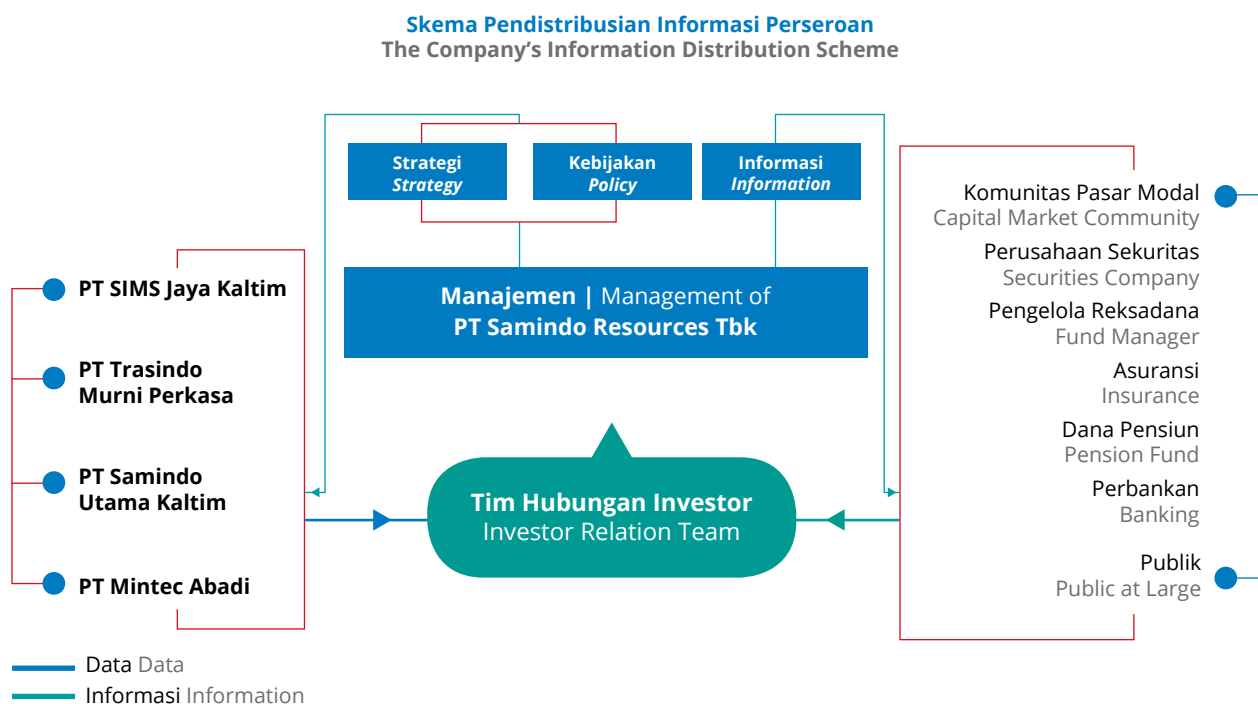 Skema Pendistribusian Informasi Perseroan
The Company's Information Distribution Scheme
Strategi
Strategy
Kebijakan
Policy
Informasi
Information
Manajemen | Management of
PT Samindo Resources Tbk
PT SIMS Jaya Kaltim
PT Trasindo
Murni Perkasa
PT Samindo
Utama Kaltim
PT Mintec Abadi
Tim Hubungan Investor
Investor Relation Team
Komunitas Pasar Modal
Capital Market Community
Perusahaan Sekuritas
Securities Company
Pengelola Reksadana
Fund Manager
Asuransi
Insurance
Dana Pensiun
Pension Fund
Perbankan
Banking
Publik
Public at Large
Data Data
Informasi Information